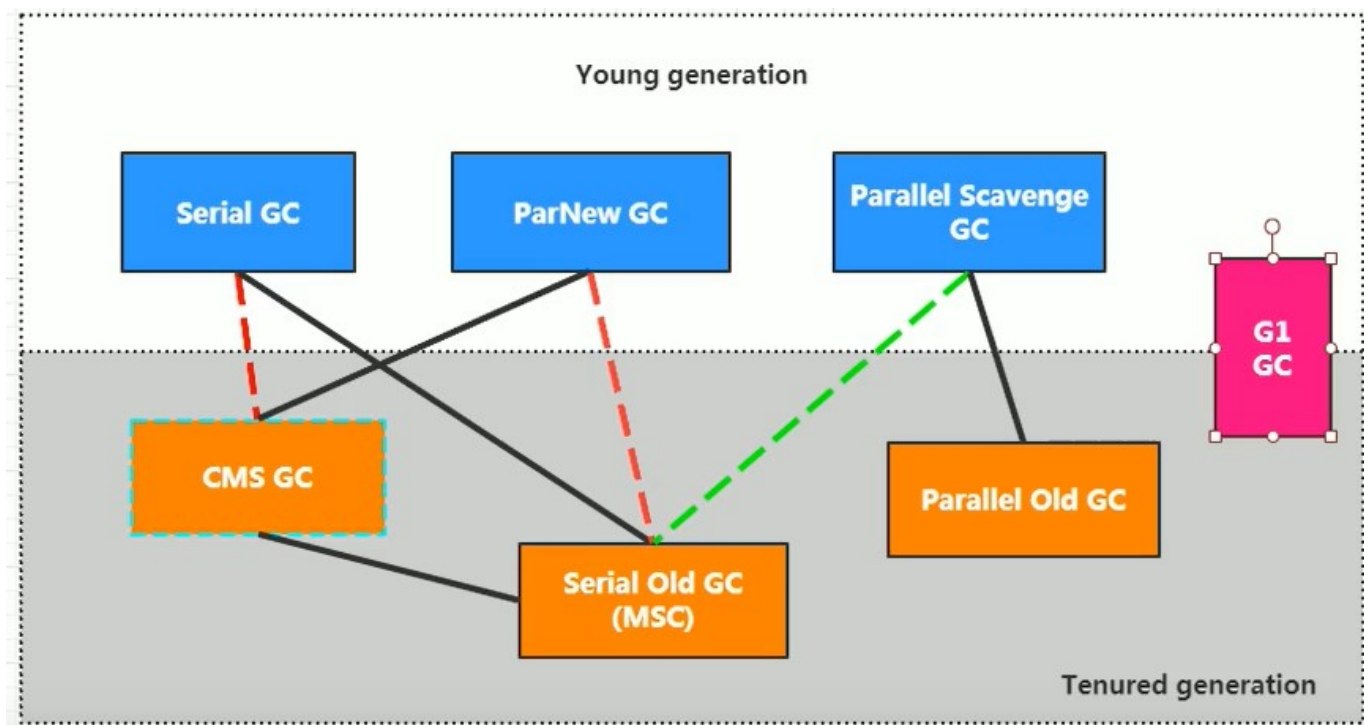 Young generation
Serial GC
ParNew GC
Parallel Scavenge
GC
G1
GC
CMS GC
Parallel Old GC
Serial Old GC
(MSC)
Tenured generation